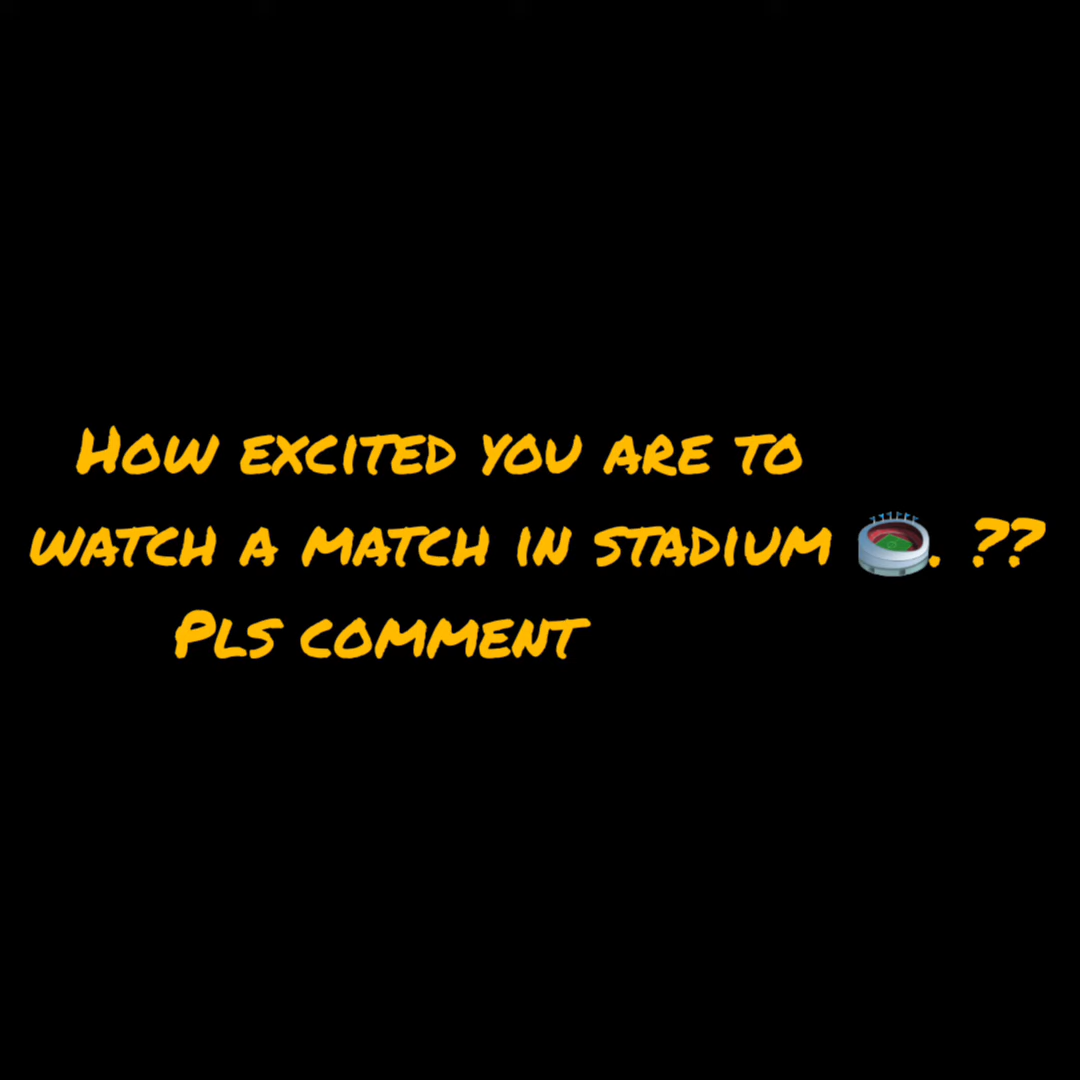 How excited you are to
watch a match in stadium 🏟️. ??
Pls comment